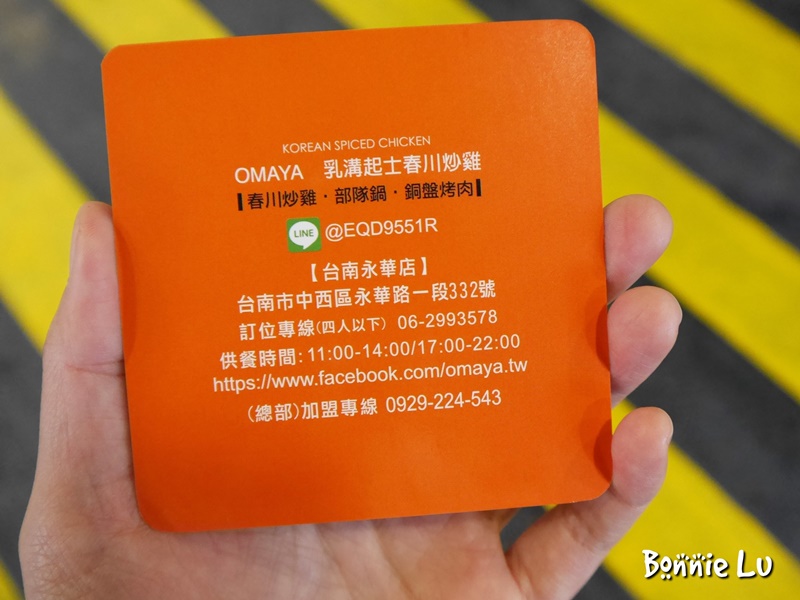 KOREAN SPICED CHICKEN
OMAYA 乳溝起士春川炒雞
春川炒雞・部隊鍋・銅盤烤肉
LINE @EQD9551R
【台南永華店】
台南市中西區永華路一段332號
訂位專線(四人以下) 06-2993578
供餐時間:11:00-14:00/17:00-22:00
https://www.facebook.com/omaya.tw
(總部)加盟專線 0929-224-543
Bonnie Lu